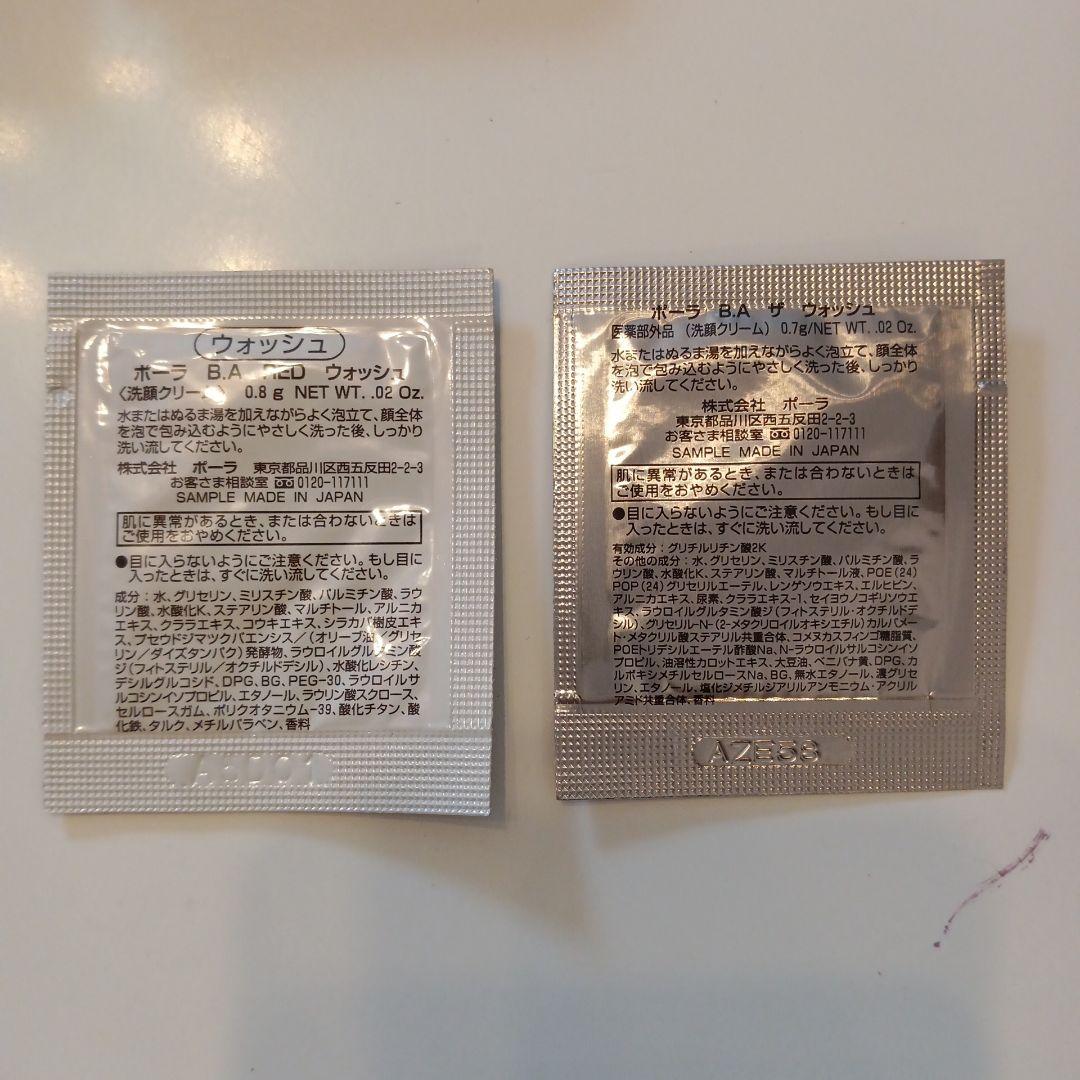 ウォッシュ
ポーラ B.A RED ウォッシュ
〈洗顔クリーム〉 0.8 g NET WT. .02 Oz.
水またはぬるま湯を加えながらよく泡立て、顔全体
を泡で包み込むようにやさしく洗った後、しっかり
洗い流してください。
株式会社 ポーラ 東京都品川区西五反田2-2-3
お客さま相談室 0120-117111
SAMPLE MADE IN JAPAN
肌に異常があるとき、または合わないときは
ご使用をおやめください。
●目に入らないようにご注意ください。もし目に
入ったときは、すぐに洗い流してください。
成分：水、グリセリン、ミリスチン酸、パルミチン酸、ラウ
リン酸、水酸化K、ステアリン酸、マルチトール、アルニカ
エキス、クララエキス、コウキエキス、シラカバ樹皮エキ
ス、プセウドジマックバエンシス／(オリーブ油／グリセ
リン／ダイズタンパク)発酵物、ラウロイルグルタミン酸
ジ(フィトステリル／オクチルドデシル)、水酸化レシチン、
デシルグルコシド、DPG、BG、PEG-30、ラウロイルサ
ルコシンイソプロピル、エタノール、ラウリン酸スクロース、
セルロースガム、ポリクオタニウム-39、酸化チタン、酸
化鉄、タルク、メチルパラベン、香料
ポーラ B.A ザ ウォッシュ
医薬部外品 〈洗顔クリーム〉 0.7g/NET WT. .02 Oz.
水またはぬるま湯を加えながらよく泡立て、顔全体
を泡で包み込むようにやさしく洗った後、しっかり
洗い流してください。
株式会社 ポーラ
東京都品川区西五反田2-2-3
お客さま相談室 0120-117111
SAMPLE MADE IN JAPAN
肌に異常があるとき、または合わないときは
ご使用をおやめください。
●目に入らないようにご注意ください。もし目に
入ったときは、すぐに洗い流してください。
有効成分：グリチルリチン酸2K
その他の成分：水、グリセリン、ミリスチン酸、パルミチン酸、ラ
ウリン酸、水酸化K、ステアリン酸、マルチトール液、POE(24)
POP(24)グリセリルエーテル、レンゲソウエキス、エルビビン、
アルニカエキス、尿素、クララエキス-1、セイヨウノコギリソウエ
キス、ラウロイルグルタミン酸ジ(フィトステリル・オクチルドデ
シル)、グリセリル-N-(2-メタクリロイルオキシエチル)カルバメ
ート・メタクリル酸ステアリル共重合体、コメヌカスフィンゴ糖脂質、
POEトリデシルエーテル酢酸Na、N-ラウロイルサルコシンイソ
プロピル、油溶性カロットエキス、大豆油、ベニバナ黄、DPG、カ
ルボキシメチルセルロースNa、BG、無水エタノール、濃グリセ
リン、エタノール、塩化ジメチルジアリルアンモニウム・アクリル
アミド共重合体、香料
AZE58